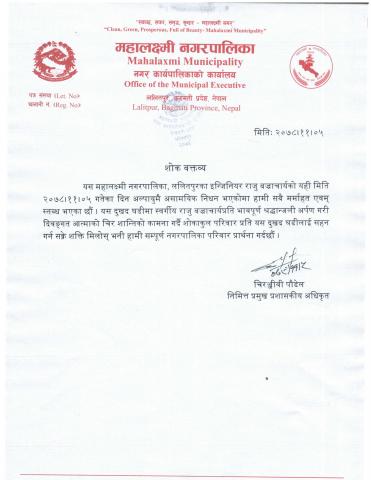 "स्वच्छ, सफा, समृद्ध, सुन्दर - महालक्ष्मी नगर"
"Clean, Green, Prosperous, Full of Beauty- Mahalaxmi Municipality"
महालक्ष्मी नगरपालिका
Mahalaxmi Municipality
नगर कार्यपालिकाको कार्यालय
Office of the Municipal Executive
ललितपुर, बागमती प्रदेश, नेपाल
Lalitpur, Bagmati Province, Nepal
पत्र संख्या (Let. No):
चलानी नं. (Reg. No):
मितिः २०७८।११।०५
शोक वक्तव्य
यस महालक्ष्मी नगरपालिका, ललितपुरका इन्जिनियर राजु बज्राचार्यको यही मिति
२०७८।११।०५ गतेका दिन अल्पायुमै असामयिक निधन भएकोमा हामी सबै मर्माहत एवम्
स्तब्ध भएका छौं । यस दुखद घडीमा स्वर्गीय राजु बज्राचार्यप्रति भावपूर्ण श्रद्धान्जली अर्पण गरी
दिवङ्गत आत्माको चिर शान्तिको कामना गर्दै शोकाकुल परिवार प्रति यस दुखद घडीलाई सहन
गर्न सक्ने शक्ति मिलोस् भनी हामी सम्पूर्ण नगरपालिका परिवार प्रार्थना गर्दछौं ।
चिरञ्जीवी पौडेल
निमित्त प्रमुख प्रशासकीय अधिकृत